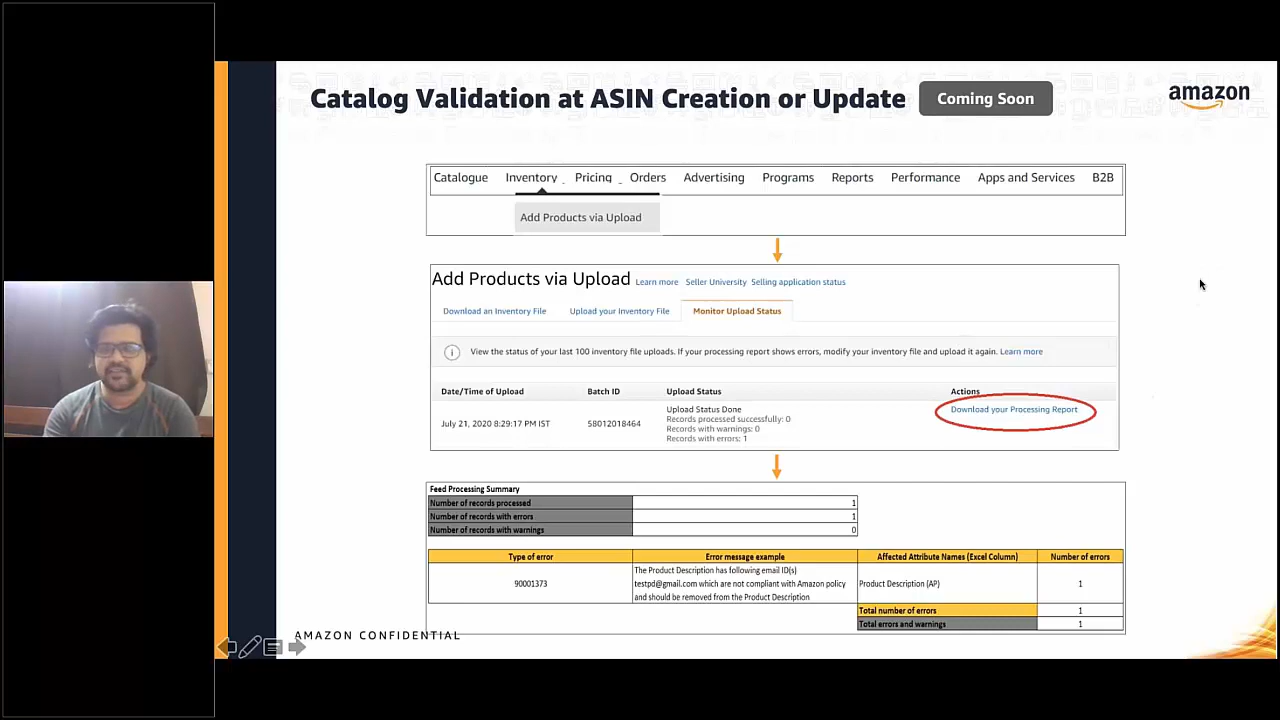 Catalog Validation at ASIN Creation or Update
Coming Soon
amazon
Catalogue Inventory Pricing Orders Advertising Programs Reports Performance Apps and Services B2B
Add Products via Upload
Add Products via Upload Learn more Seller University Selling application status
Download an Inventory File Upload your Inventory File Monitor Upload Status
View the status of your last 100 inventory file uploads. If your processing report shows errors, modify your inventory file and upload it again. Learn more
Date/Time of Upload Batch ID Upload Status Actions
July 21, 2020 8:29:17 PM IST 58012018464
Upload Status Done
Records processed successfully: 0
Records with warnings: 0
Records with errors: 1
Download your Processing Report
Feed Processing Summary
Number of records processed 1
Number of records with errors 1
Number of records with warnings 0
Type of error Error message example Affected Attribute Names (Excel Column) Number of errors
90001373
The Product Description has following email ID(s)
testpd@gmail.com which are not compliant with Amazon policy
and should be removed from the Product Description
Product Description (AP) 1
Total number of errors 1
Total errors and warnings 1
AMAZON CONFIDENTIAL